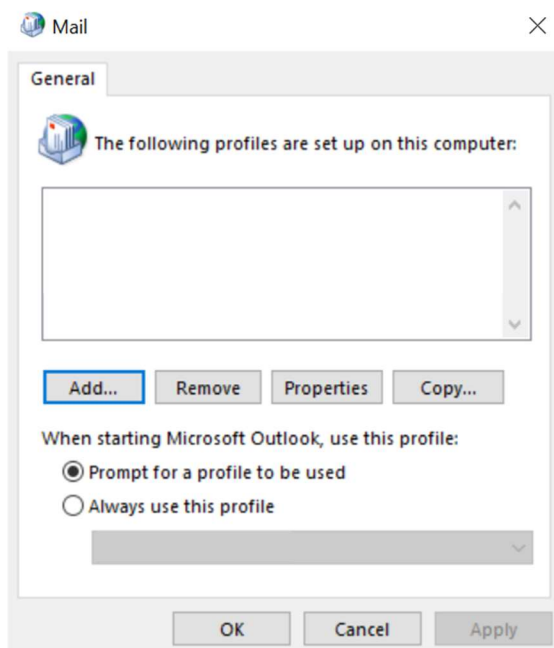 Mail
General
The following profiles are set up on this computer:
Add... Remove Properties Copy...
When starting Microsoft Outlook, use this profile:
Prompt for a profile to be used
Always use this profile
OK Cancel Apply